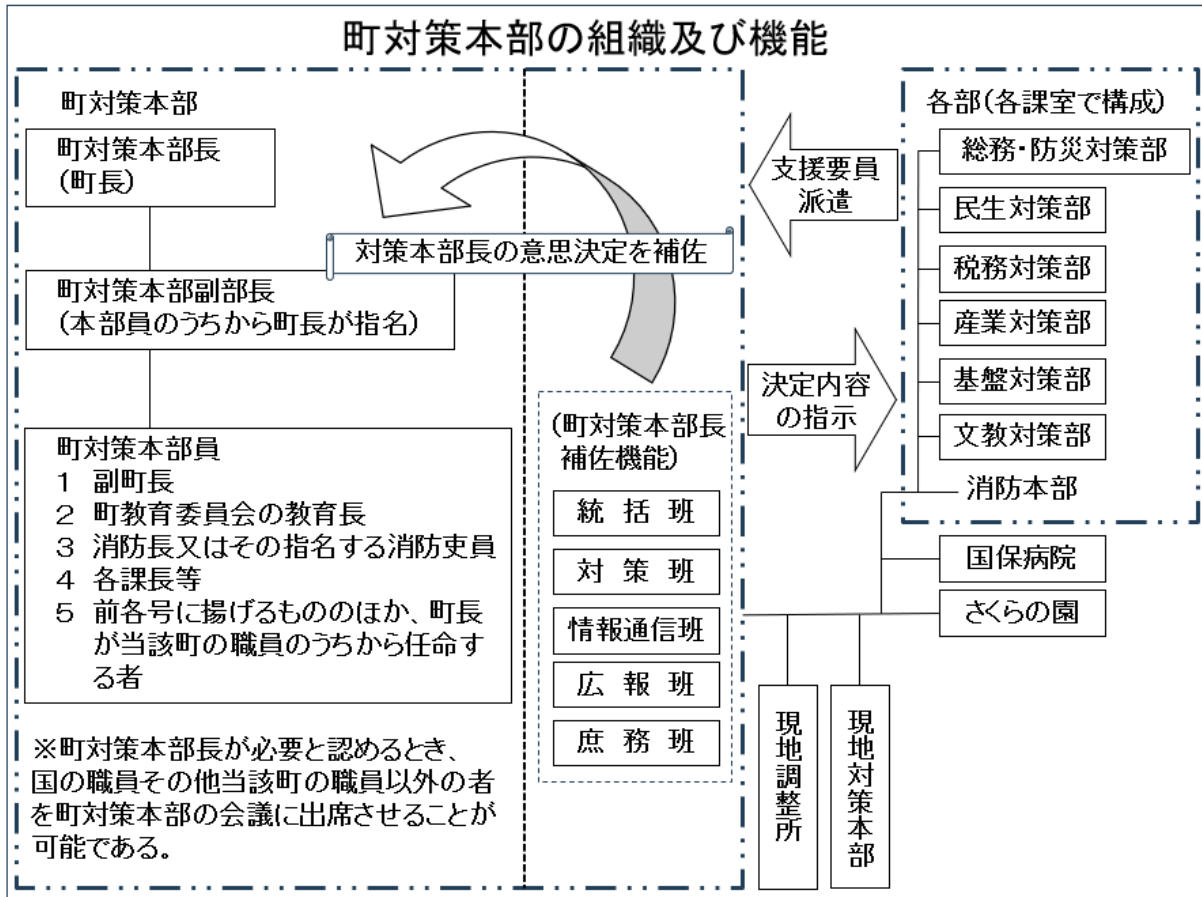 町対策本部の組織及び機能
町対策本部
町対策本部長
(町長)
対策本部長の意思決定を補佐
町対策本部副部長
(本部員のうちから町長が指名)
町対策本部員
1 副町長
2 町教育委員会の教育長
3 消防長又はその指名する消防吏員
4 各課長等
5 前各号に揚げるもののほか、町長
が当該町の職員のうちから任命す
る者
※町対策本部長が必要と認めるとき、
国の職員その他当該町の職員以外の者
を町対策本部の会議に出席させることが
可能である。
(町対策本部長
補佐機能)
統括班
対策班
情報通信班
広報班
庶務班
支援要員
派遣
決定内容
の指示
各部(各課室で構成)
総務・防災対策部
民生対策部
税務対策部
産業対策部
基盤対策部
文教対策部
消防本部
国保病院
さくらの園
現地調整所
現地対策本部